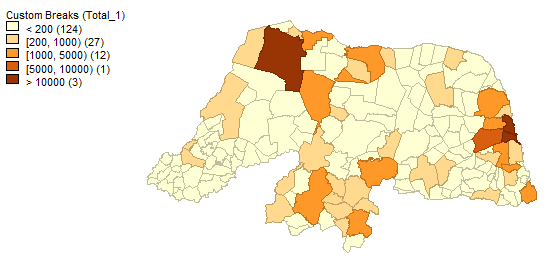 Custom Breaks (Total_1)
< 200 (124)
[200, 1000) (27)
[1000, 5000) (12)
[5000, 10000) (1)
> 10000 (3)